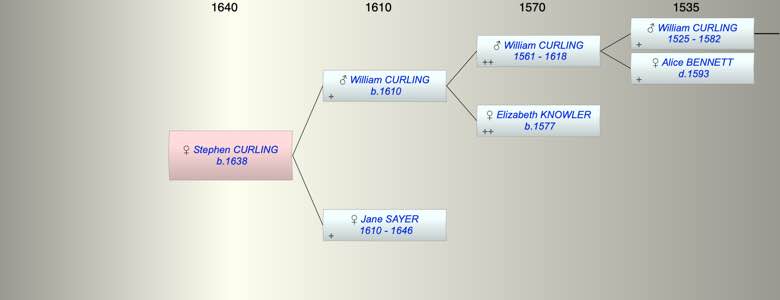 1640 1610 1570 1535
♂ William CURLING
1525 - 1582
+
♂ William CURLING
1561 - 1618
++
♀ Alice BENNETT
d.1593
+
♂ William CURLING
b.1610
+
♀ Elizabeth KNOWLER
b.1577
++
♀ Stephen CURLING
b.1638
♀ Jane SAYER
1610 - 1646
+